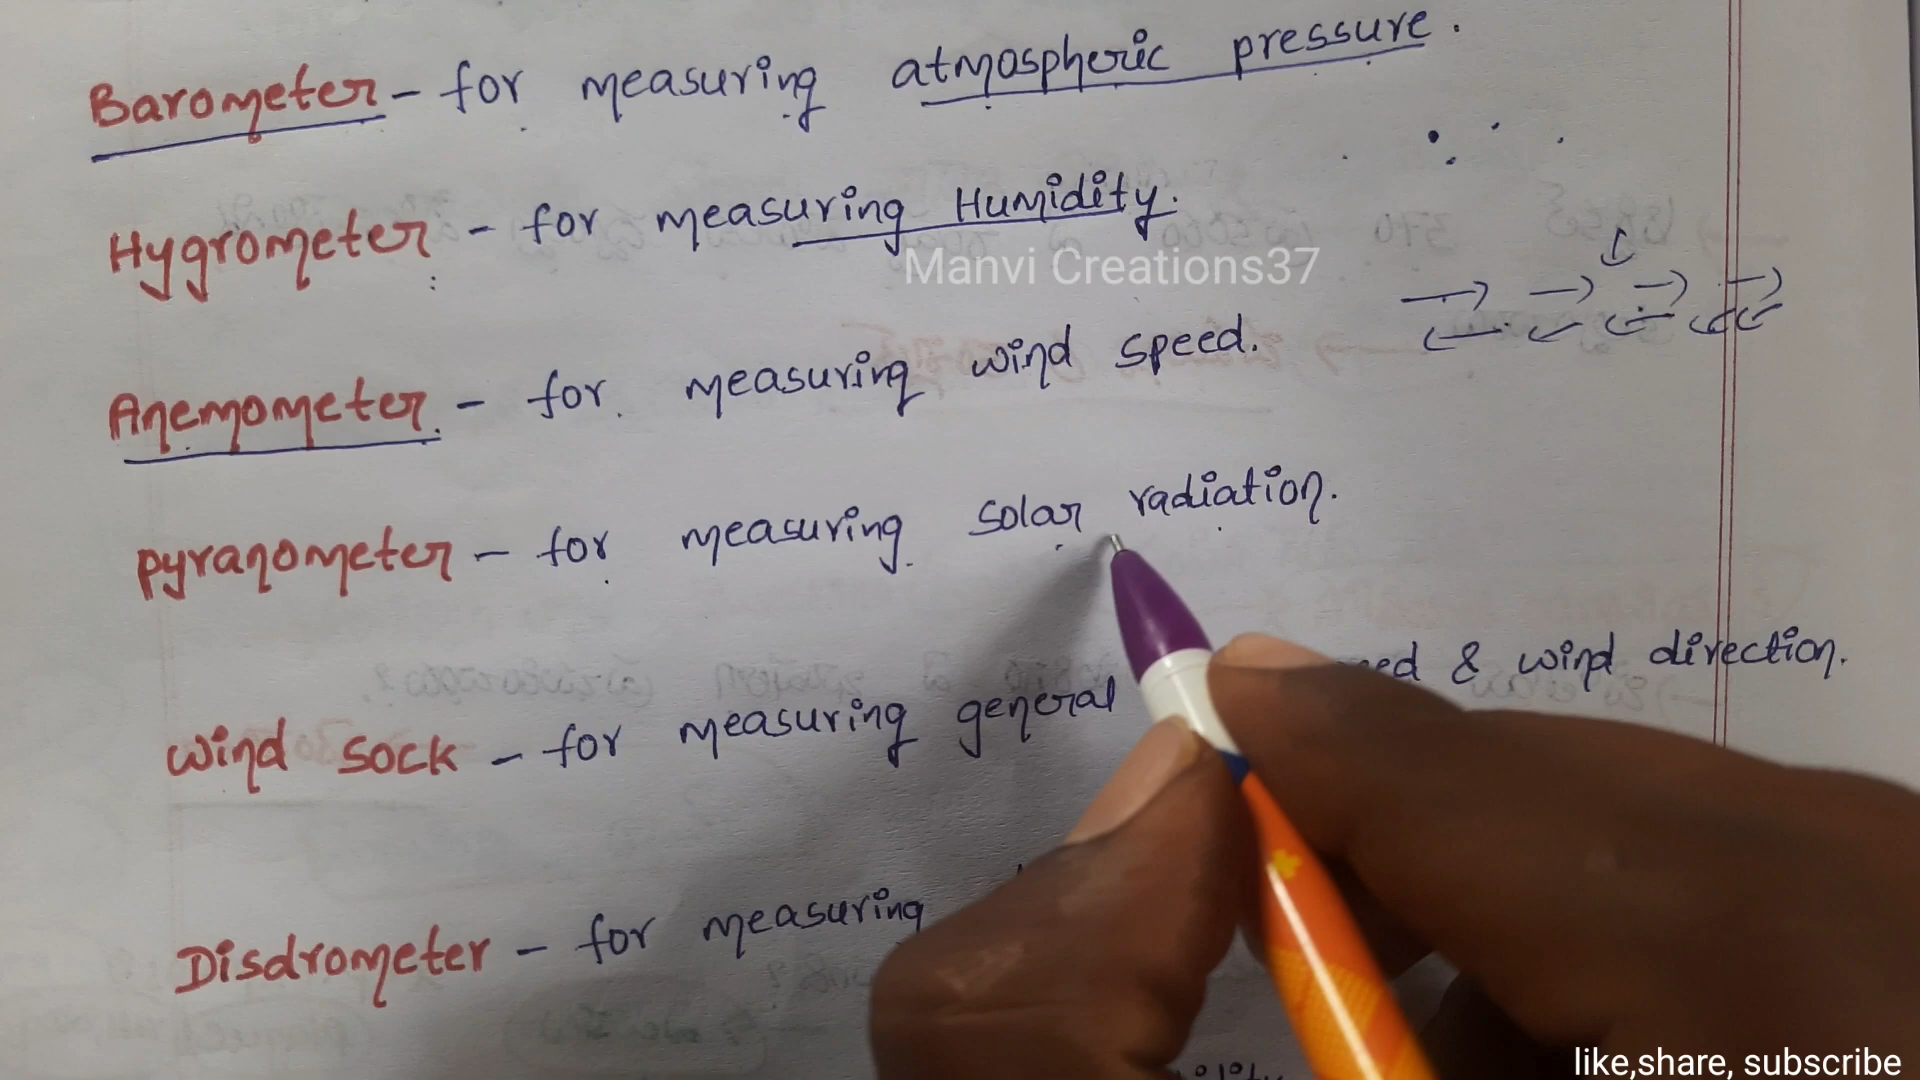 Barometer - for measuring atmospheric pressure.
Hygrometer - for measuring Humidity.
Manvi Creations37
Anemometer - for measuring wind speed.
pyranometer - for measuring solar radiation.
wind sock - for measuring general & wind direction.
Disdrometer - for measuring
like,share, subscribe